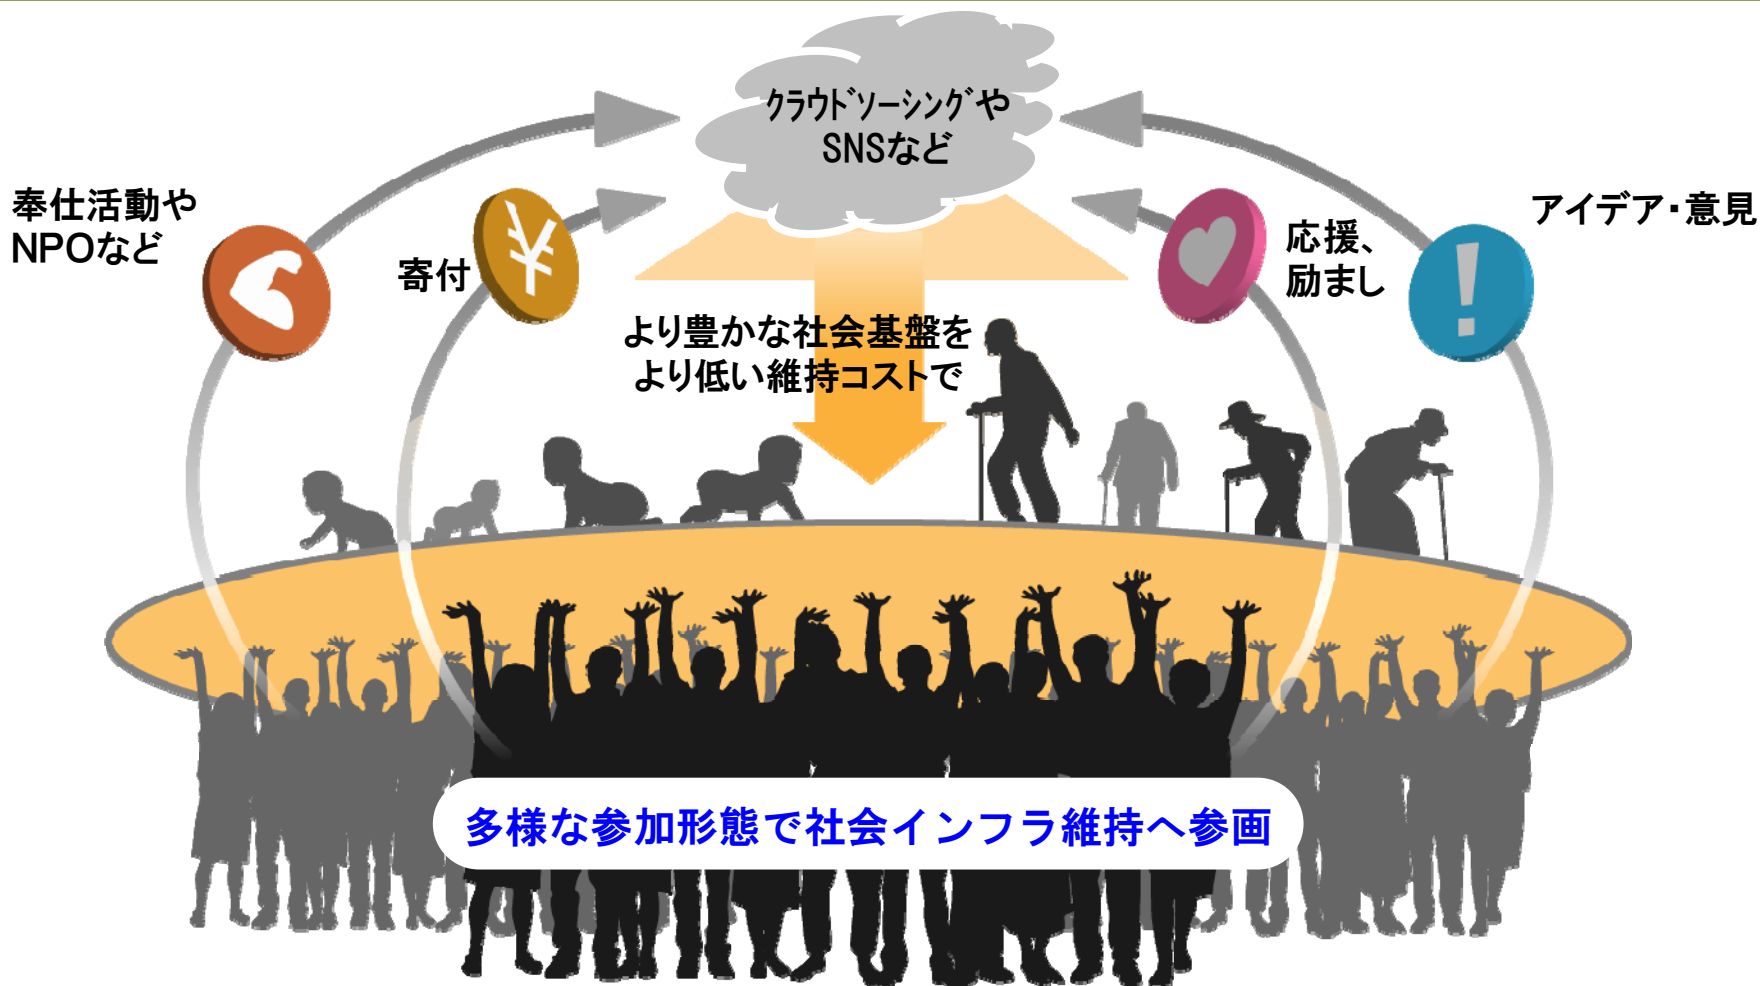 ｸﾗｳﾄﾞｿｰｼﾝｸﾞや
SNSなど
奉仕活動や
NPOなど
寄付
¥
応援、
励まし
!
アイデア・意見
より豊かな社会基盤を
より低い維持コストで
多様な参加形態で社会インフラ維持へ参画